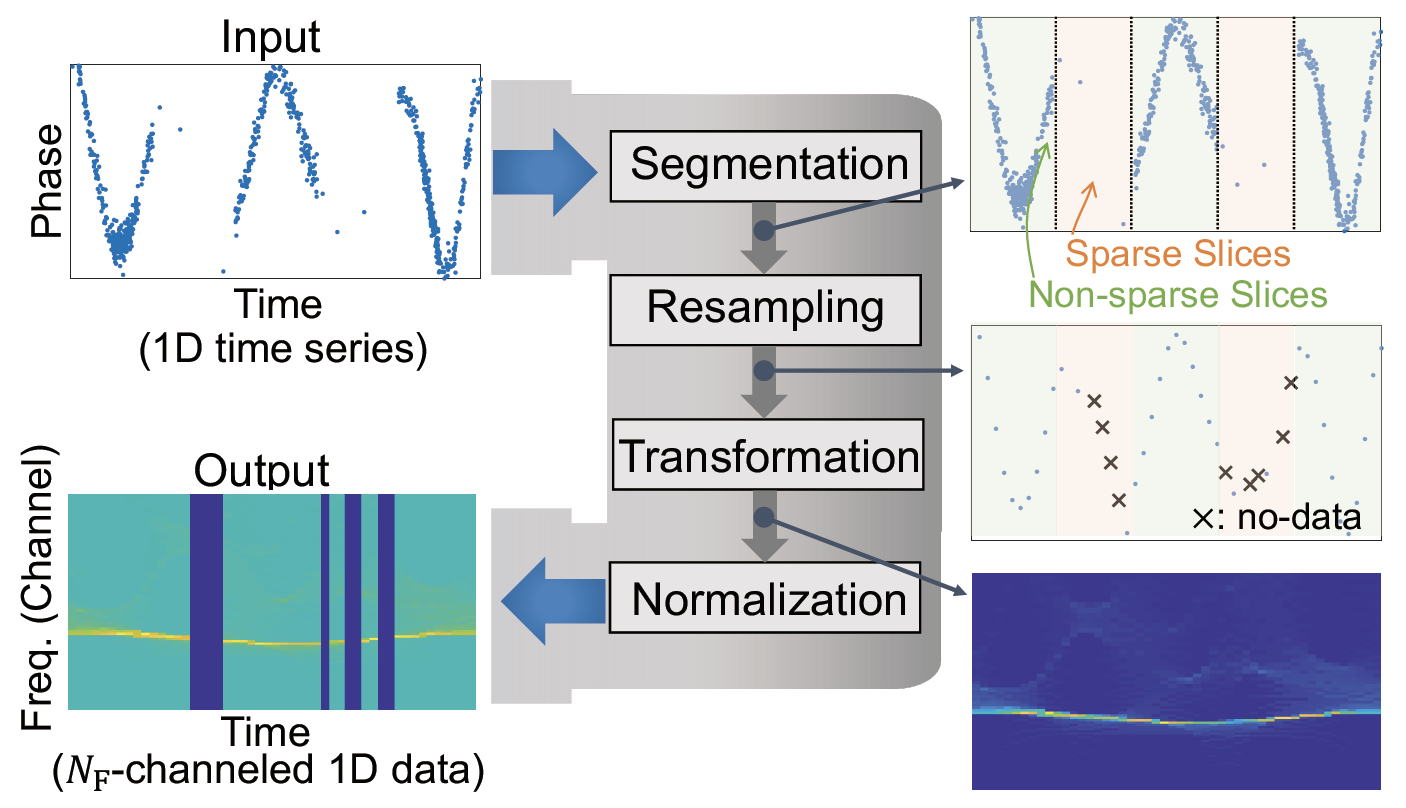 Input
Phase
Time
(1D time series)
Segmentation
Resampling
Transformation
Normalization
Sparse Slices
Non-sparse Slices
×: no-data
Output
Freq. (Channel)
Time
(N_F-channeled 1D data)